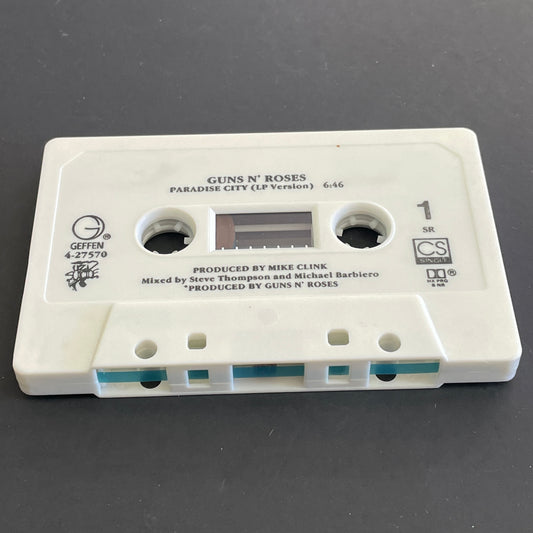 GUNS N' ROSES
PARADISE CITY (LP Version) 6:46
G ®
GEFFEN
4-27570
1
SR
CS
SINGLE
®
HX PRO
B NR
PRODUCED BY MIKE CLINK
Mixed by Steve Thompson and Michael Barbiero
*PRODUCED BY GUNS N' ROSES